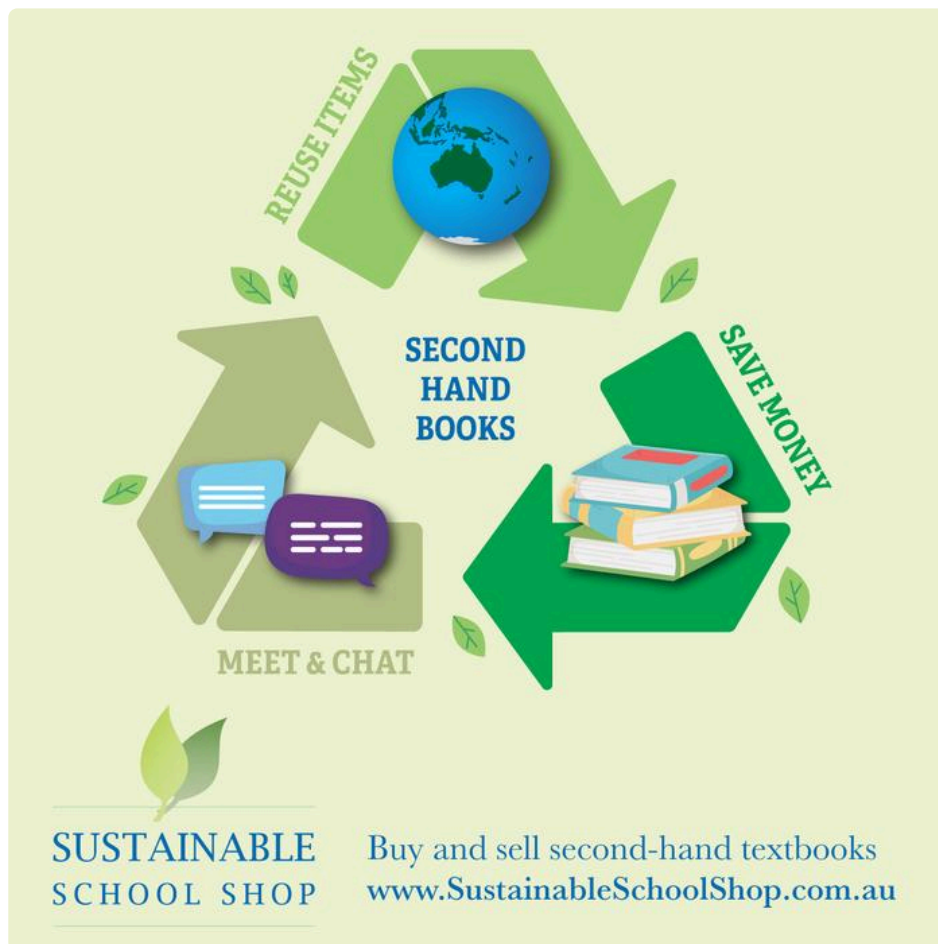 REUSE ITEMS
SECOND
HAND
BOOKS
SAVE MONEY
MEET & CHAT
SUSTAINABLE
SCHOOL SHOP
Buy and sell second-hand textbooks
www.SustainableSchoolShop.com.au